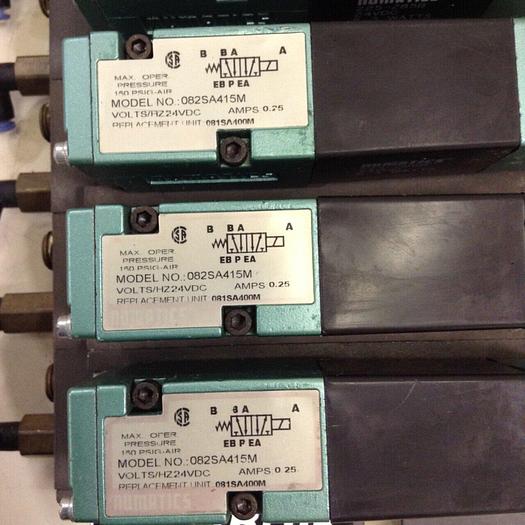 B BA A
MAX. OPER
PRESSURE
150 PSIG-AIR
EB P EA
MODEL NO.:082SA415M
VOLTS/HZ24VDC AMPS 0.25
REPLACEMENT UNIT 081SA400M
B BA A
MAX. OPER
PRESSURE
150 PSIG-AIR
EB P EA
MODEL NO.:082SA415M
VOLTS/HZ24VDC AMPS 0.25
REPLACEMENT UNIT 081SA400M
NUMATICS
B BA A
MAX. OPER
PRESSURE
150 PSIG-AIR
EB P EA
MODEL NO.:082SA415M
VOLTS/HZ24VDC AMPS 0.25
REPLACEMENT UNIT 081SA400M
NUMATICS